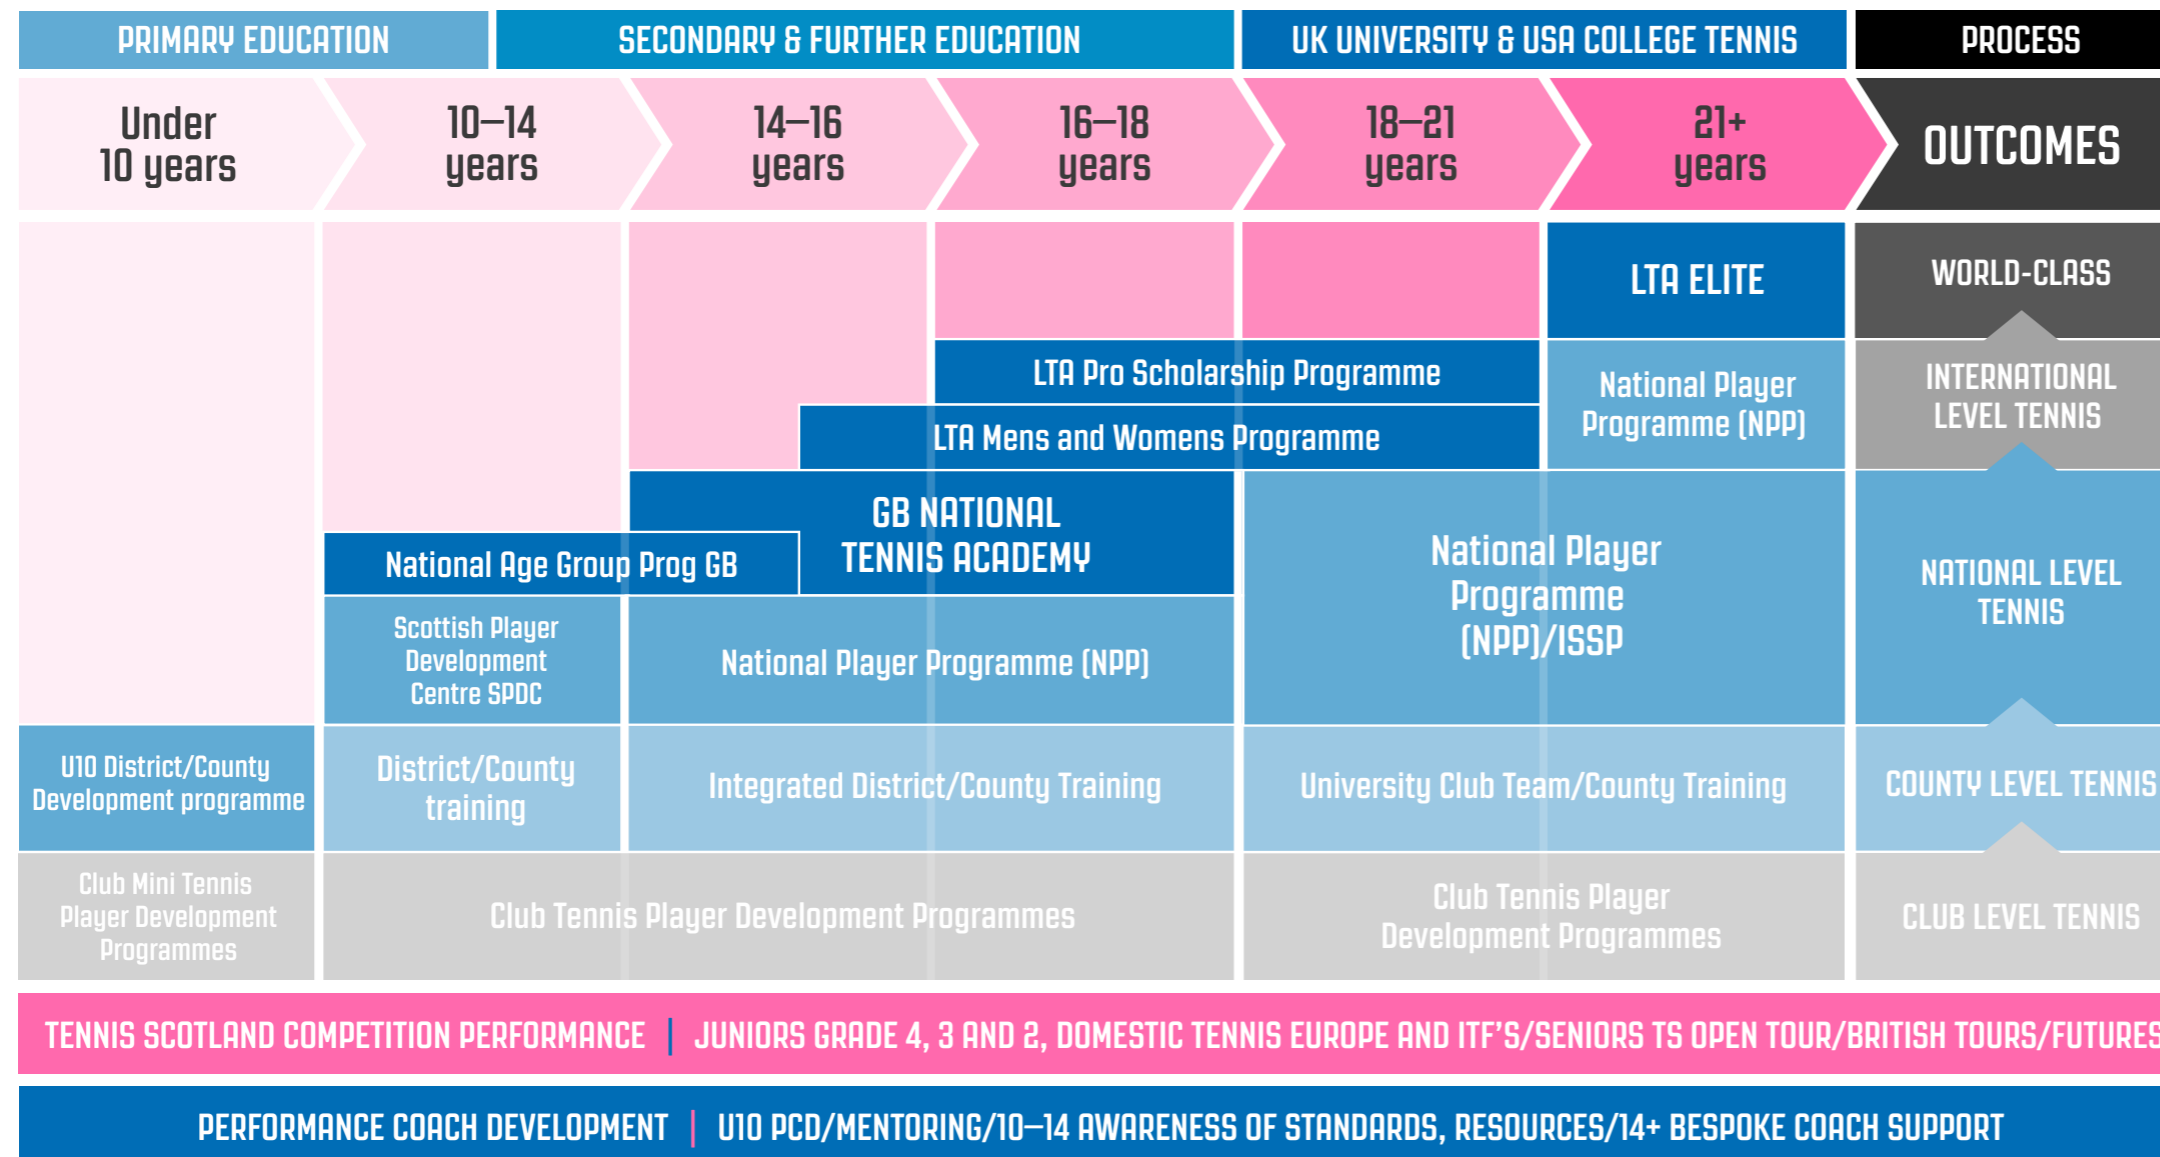 PRIMARY EDUCATION
SECONDARY & FURTHER EDUCATION
UK UNIVERSITY & USA COLLEGE TENNIS
PROCESS
Under
10 years
10–14
years
14–16
years
16–18
years
18–21
years
21+
years
OUTCOMES
LTA ELITE
WORLD-CLASS
LTA Pro Scholarship Programme
National Player
Programme (NPP)
INTERNATIONAL
LEVEL TENNIS
LTA Mens and Womens Programme
GB NATIONAL
TENNIS ACADEMY
National Age Group Prog GB
National Player
Programme
(NPP)/ISSP
NATIONAL LEVEL
TENNIS
Scottish Player
Development
Centre SPDC
National Player Programme (NPP)
U10 District/County
Development programme
District/County
training
Integrated District/County Training
University Club Team/County Training
COUNTY LEVEL TENNIS
Club Mini Tennis
Player Development
Programmes
Club Tennis Player Development Programmes
Club Tennis Player
Development Programmes
CLUB LEVEL TENNIS
TENNIS SCOTLAND COMPETITION PERFORMANCE | JUNIORS GRADE 4, 3 AND 2, DOMESTIC TENNIS EUROPE AND ITF'S/SENIORS TS OPEN TOUR/BRITISH TOURS/FUTURES
PERFORMANCE COACH DEVELOPMENT | U10 PCD/MENTORING/10–14 AWARENESS OF STANDARDS, RESOURCES/14+ BESPOKE COACH SUPPORT